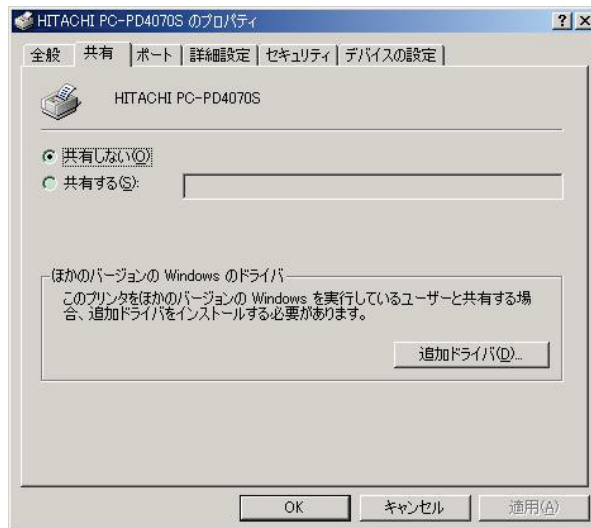 HITACHI PC-PD4070S のプロパティ
全般 共有 ポート 詳細設定 セキュリティ デバイスの設定
HITACHI PC-PD4070S
共有しない(O)
共有する(S):
ほかのバージョンの Windows のドライバ
このプリンタをほかのバージョンの Windows を実行しているユーザーと共有する場
合、追加ドライバをインストールする必要があります。
追加ドライバ(D)...
OK キャンセル 適用(A)